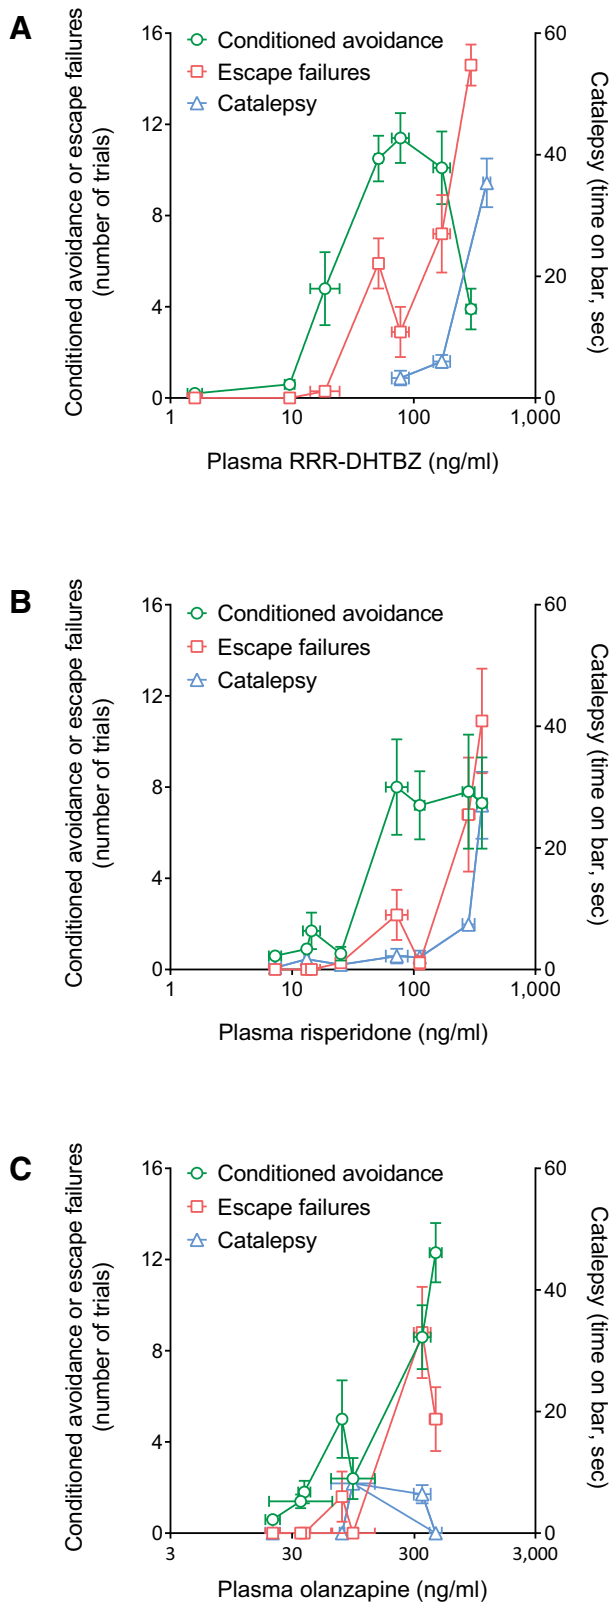 A
Conditioned avoidance or escape failures
(number of trials)
16
12
8
4
0
Conditioned avoidance
Escape failures
Catalepsy
60
40
20
0
Catalepsy (time on bar, sec)
1 10 100 1,000
Plasma RRR-DHTBZ (ng/ml)
B
Conditioned avoidance or escape failures
(number of trials)
16
12
8
4
0
Conditioned avoidance
Escape failures
Catalepsy
60
40
20
0
Catalepsy (time on bar, sec)
1 10 100 1,000
Plasma risperidone (ng/ml)
C
Conditioned avoidance or escape failures
(number of trials)
16
12
8
4
0
Conditioned avoidance
Escape failures
Catalepsy
60
40
20
0
Catalepsy (time on bar, sec)
3 30 300 3,000
Plasma olanzapine (ng/ml)